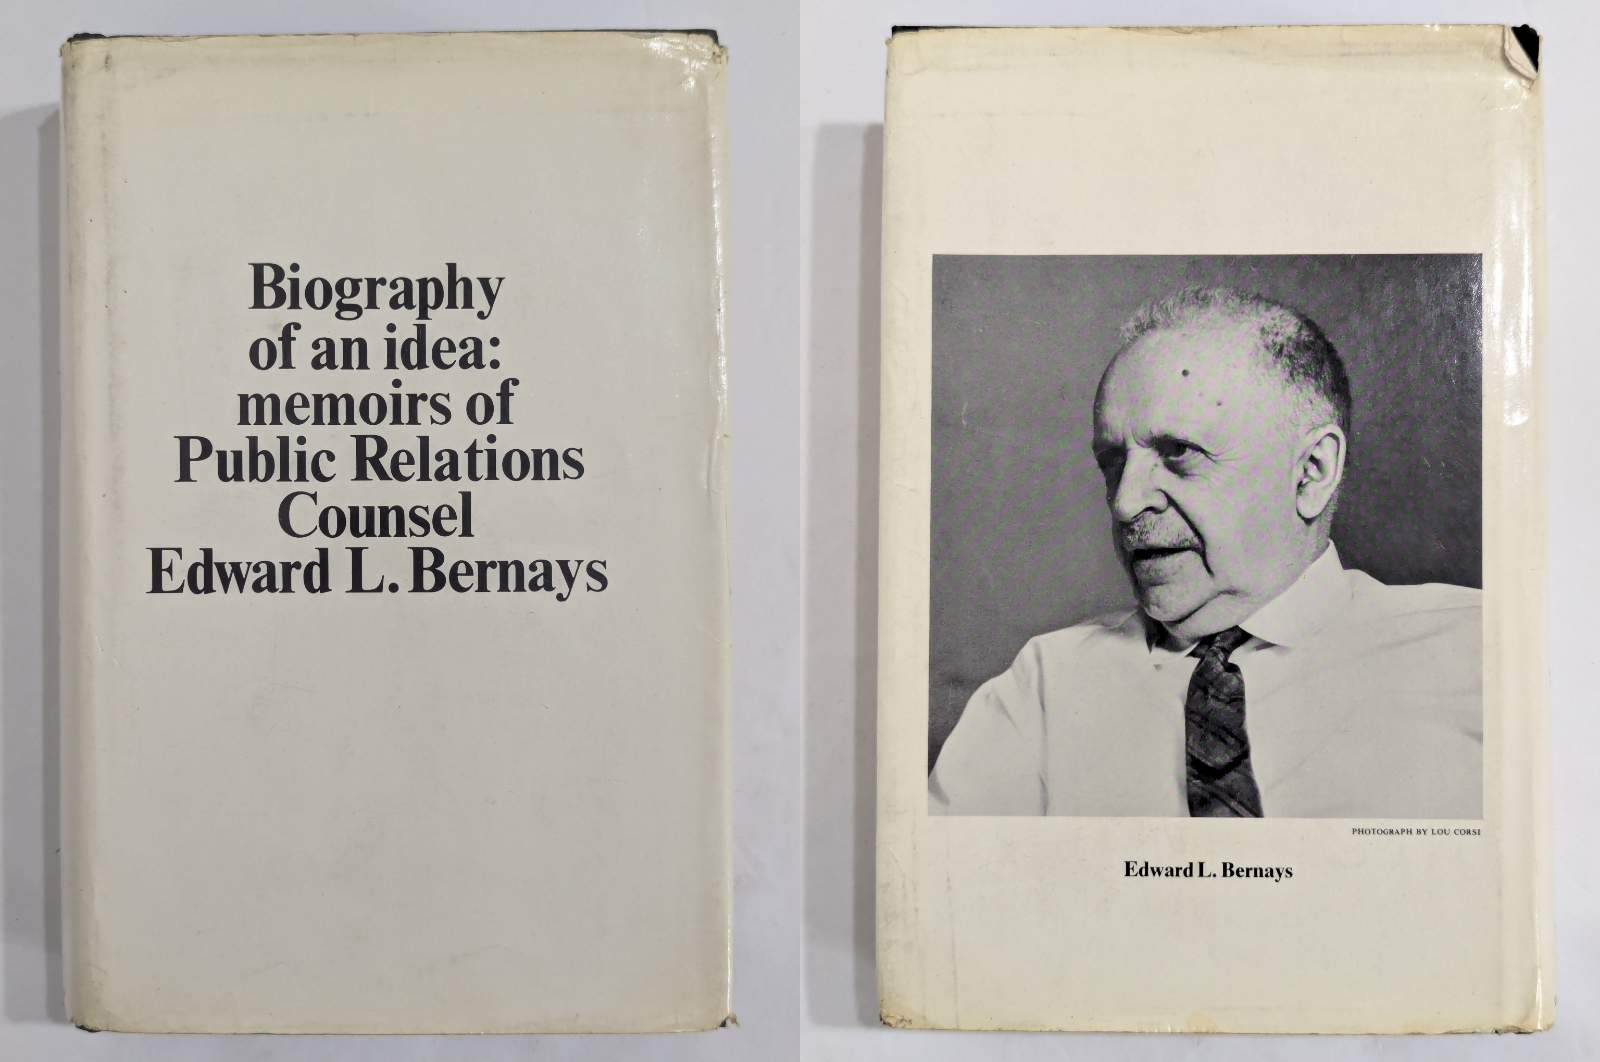 Biography
of an idea:
memoirs of
Public Relations
Counsel
Edward L. Bernays
PHOTOGRAPH BY LOU CORSI
Edward L. Bernays